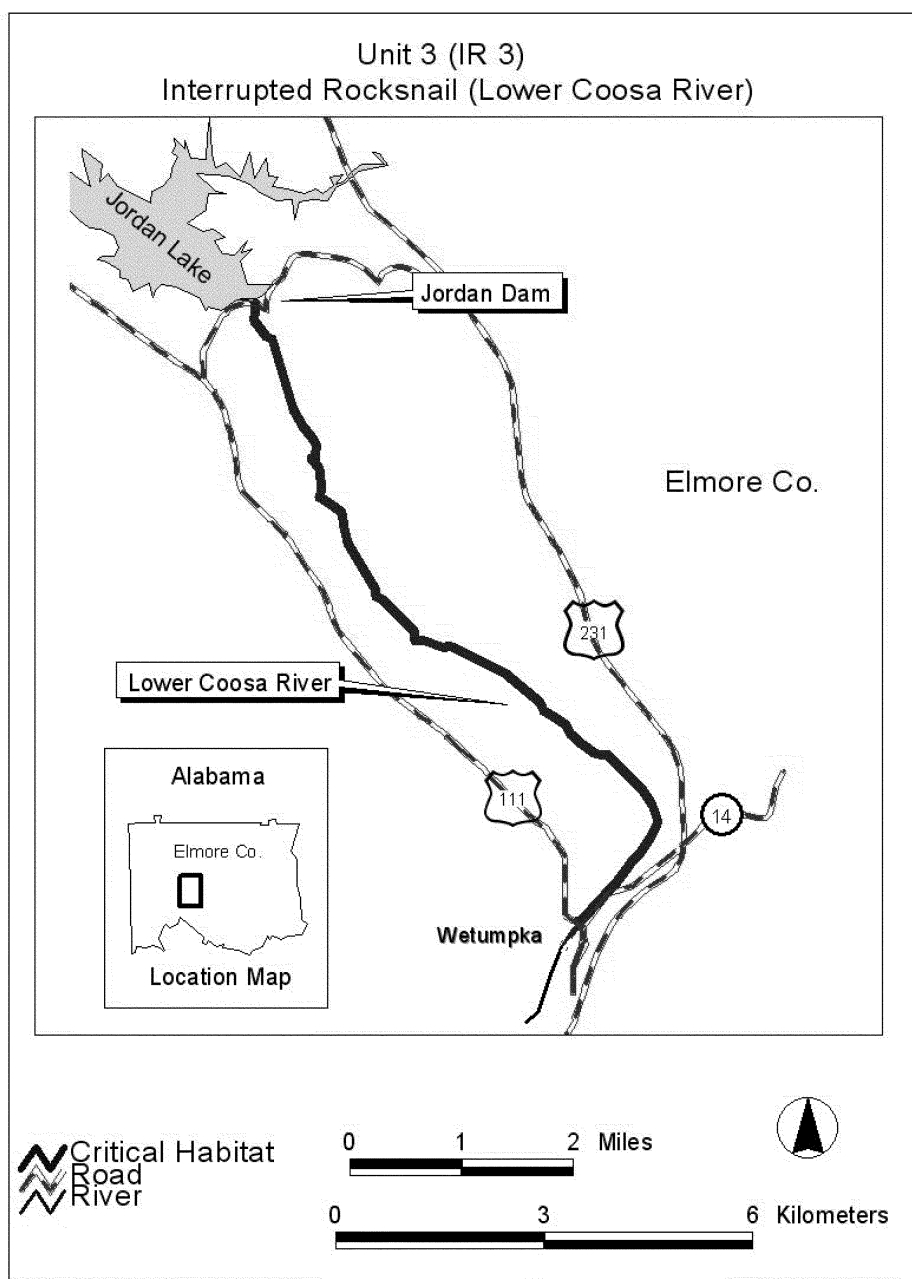 Unit 3 (IR 3)
Interrupted Rocksnail (Lower Coosa River)
Jordan Lake
Jordan Dam
Elmore Co.
231
Lower Coosa River
111
14
Alabama
Elmore Co.
Location Map
Wetumpka
Critical Habitat
Road
River
0 1 2 Miles
0 3 6 Kilometers